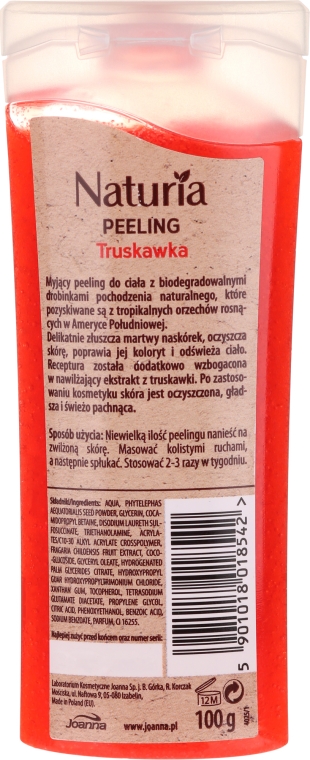 Naturia
PEELING
Truskawka
Myjący peeling do ciała z biodegradowalnymi
drobinkami pochodzenia naturalnego, które
pozyskiwane są z tropikalnych orzechów rosną-
cych w Ameryce Południowej.
Delikatnie złuszcza martwy naskórek, oczyszcza
skórę, poprawia jej koloryt i odświeża ciało.
Receptura została dodatkowo wzbogacona
w nawilżający ekstrakt z truskawki. Po zastoso-
waniu kosmetyku skóra jest oczyszczona, gład-
sza i świeżo pachnąca.
Sposób użycia: Niewielką ilość peelingu nanieść na
zwilżoną skórę. Masować kolistymi ruchami,
a następnie spłukać. Stosować 2-3 razy w tygodniu.
Składniki/Ingredients: AQUA, PHYTELEPHAS
AEQUATORIALIS SEED POWDER, GLYCERIN, COCA-
MIDOPROPYL BETAINE, DISODIUM LAURETH SUL-
FOSUCCINATE, TRIETHANOLAMINE, ACRYLA-
TES/C10-30 ALKYL ACRYLATE CROSSPOLYMER,
FRAGARIA CHILOENSIS FRUIT EXTRACT, COCO-
-GLUCOSIDE, GLYCERYL OLEATE, HYDROGENATED
PALM GLYCERIDES CITRATE, HYDROXYPROPYL
GUAR HYDROXYPROPYLTRIMONIUM CHLORIDE,
XANTHAN GUM, TOCOPHEROL, TETRASODIUM
GLUTAMATE DIACETATE, PROPYLENE GLYCOL,
CITRIC ACID, PHENOXYETHANOL, BENZOIC ACID,
SODIUM BENZOATE, PARFUM, CI 16255
Najlepiej zużyć przed końcem oraz numer serii:
5 901018 018542 >
Laboratorium Kosmetyczne Joanna Sp. j. B. Górka, R. Korczak
Mościska, ul. Naftowa 9, 05-080 Izabelin,
Made in Poland (EU).
12M
100 g
Joanna
www.joanna.pl
4025/1